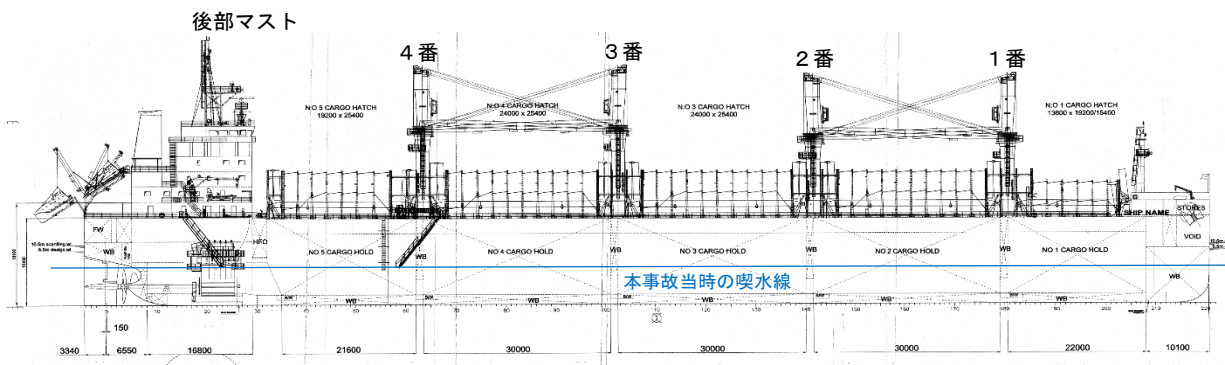 後部マスト
4番
3番
2番
1番
N:O 5 CARGO HATCH
19200 x 25400
N:O 4 CARGO HATCH
24000 x 25400
N:O 3 CARGO HATCH
24000 x 25400
N:O 1 CARGO HATCH
13600 x 19200/15400
SHIP NAME
STORES
VOID
FW
WB
HFO
NO 5 CARGO HOLD
WB
NO 4 CARGO HOLD
WB
NO 3 CARGO HOLD
WB
NO 2 CARGO HOLD
WB
NO 1 CARGO HOLD
WB
本事故当時の喫水線
WB
WB
WB
WB
WB
150
3340
6550
16800
21600
30000
30000
30000
22000
10100